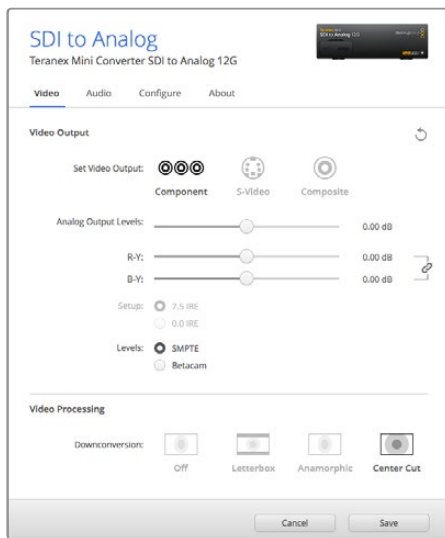 SDI to Analog
Teranex Mini Converter SDI to Analog 12G
Video Audio Configure About
Video Output
Set Video Output:
Component S-Video Composite
Analog Output Levels: 0.00 dB
R-Y: 0.00 dB
B-Y: 0.00 dB
Setup: 7.5 IRE
0.0 IRE
Levels: SMPTE
Betacam
Video Processing
Downconversion:
Off Letterbox Anamorphic Center Cut
Cancel Save